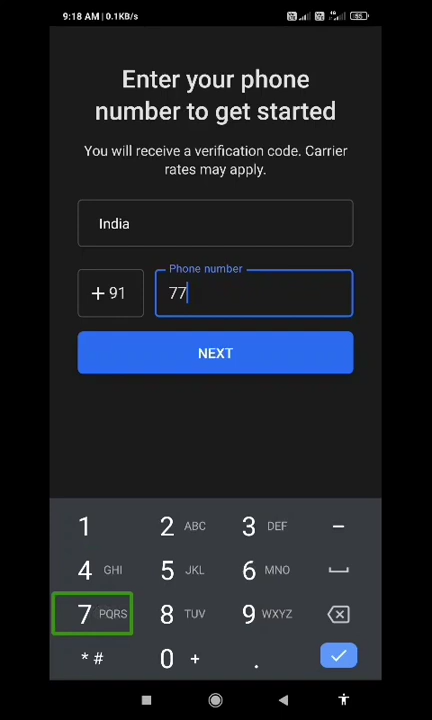 9:18 AM | 0.1KB/s
55
Enter your phone
number to get started
You will receive a verification code. Carrier
rates may apply.
India
Phone number
+ 91
77
NEXT
1
2 ABC
3 DEF
–
4 GHI
5 JKL
6 MNO
7 PQRS
8 TUV
9 WXYZ
* #
0 +
.